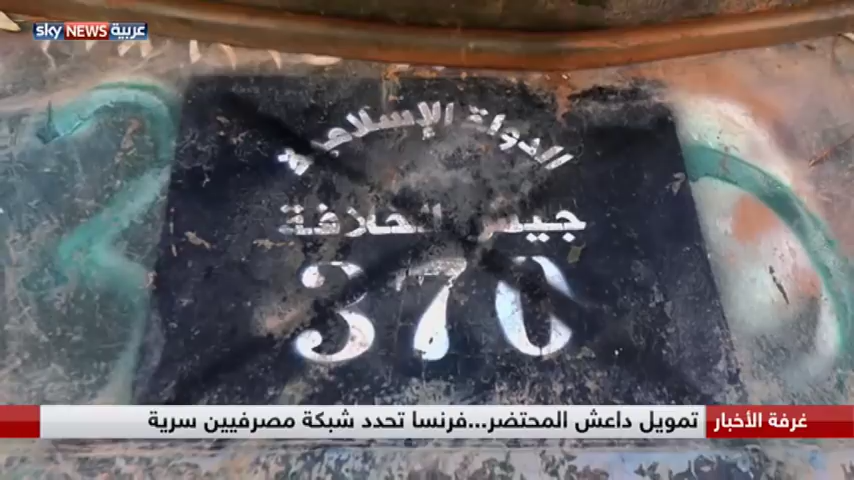 sky NEWS عربية
الدولة الإسلامية
جيش الخلافة
370
غرفة الأخبار
تمويل داعش المحتضر...فرنسا تحدد شبكة مصرفيين سرية